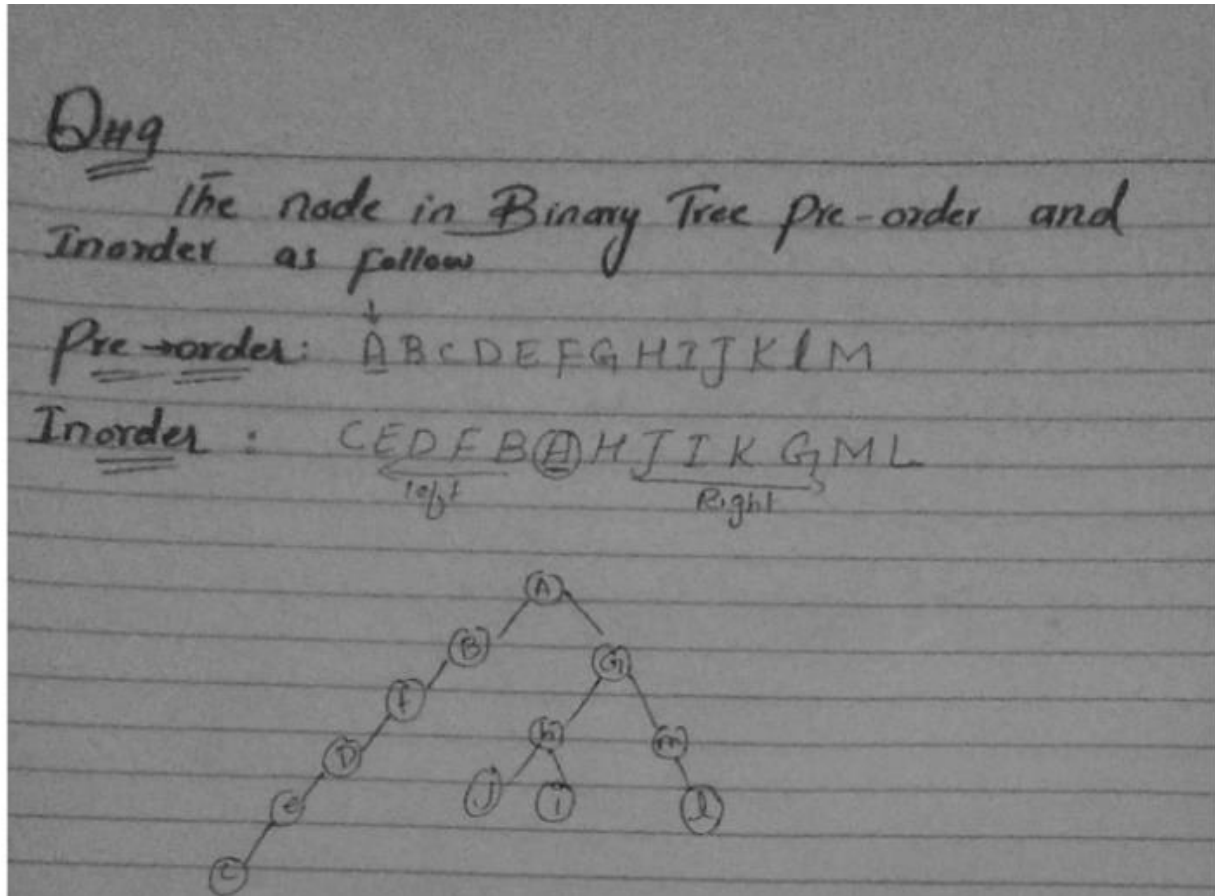 Q#9
The node in Binary Tree Pre-order and
Inorder as follow
Pre-order: A B C D E F G H I J K l M
Inorder : C E D F B A H J I K G M L
left Right
A
B G
f h m
D j i l
e
C